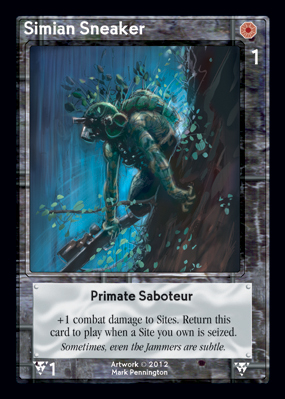 Simian Sneaker
1
Primate Saboteur
+1 combat damage to Sites. Return this
card to play when a Site you own is seized.
Sometimes, even the Jammers are subtle.
1
Artwork © 2012
Mark Pennington